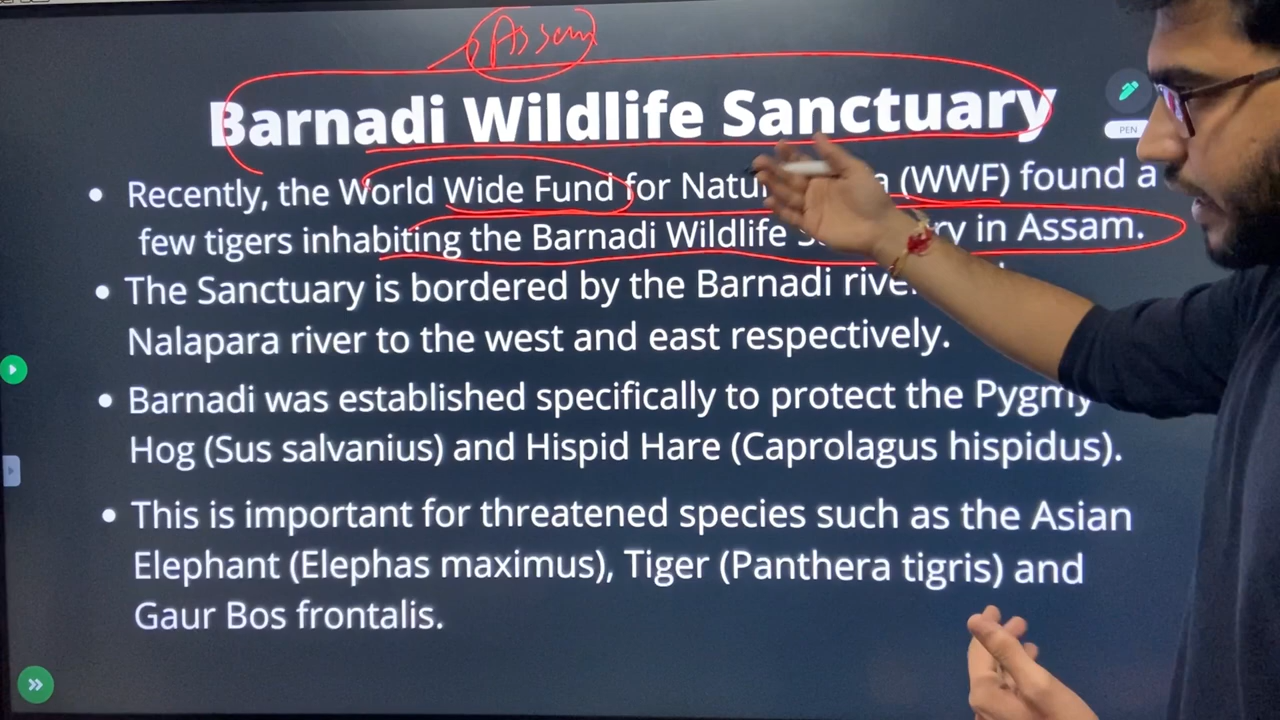 Assam
Barnadi Wildlife Sanctuary
PEN
• Recently, the World Wide Fund for (WWF) found a
few tigers inhabiting the Barnadi Wildlife in Assam.
• The Sanctuary is bordered by the Barnadi
Nalapara river to the west and east respectively.
• Barnadi was established specifically to protect the Pygmy
Hog (Sus salvanius) and Hispid Hare (Caprolagus hispidus).
• This is important for threatened species such as the Asian
Elephant (Elephas maximus), Tiger (Panthera tigris) and
Gaur Bos frontalis.